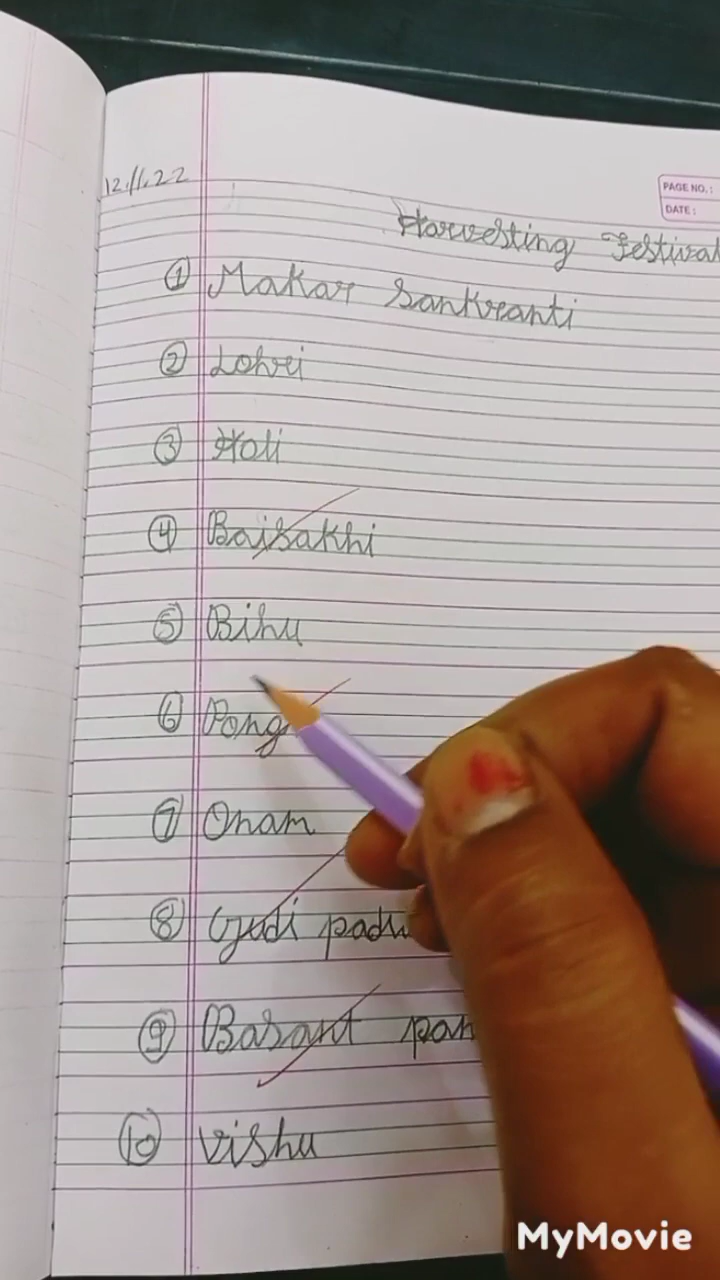 12.1.22
PAGE NO.:
DATE:
Harvesting Festival
① Makar Sankranti
② Lohri
③ Holi
④ Baisakhi
⑤ Bihu
⑥ Pong
⑦ Onam
⑧ Gudi padw
⑨ Basant pan
⑩ Vishu
MyMovie